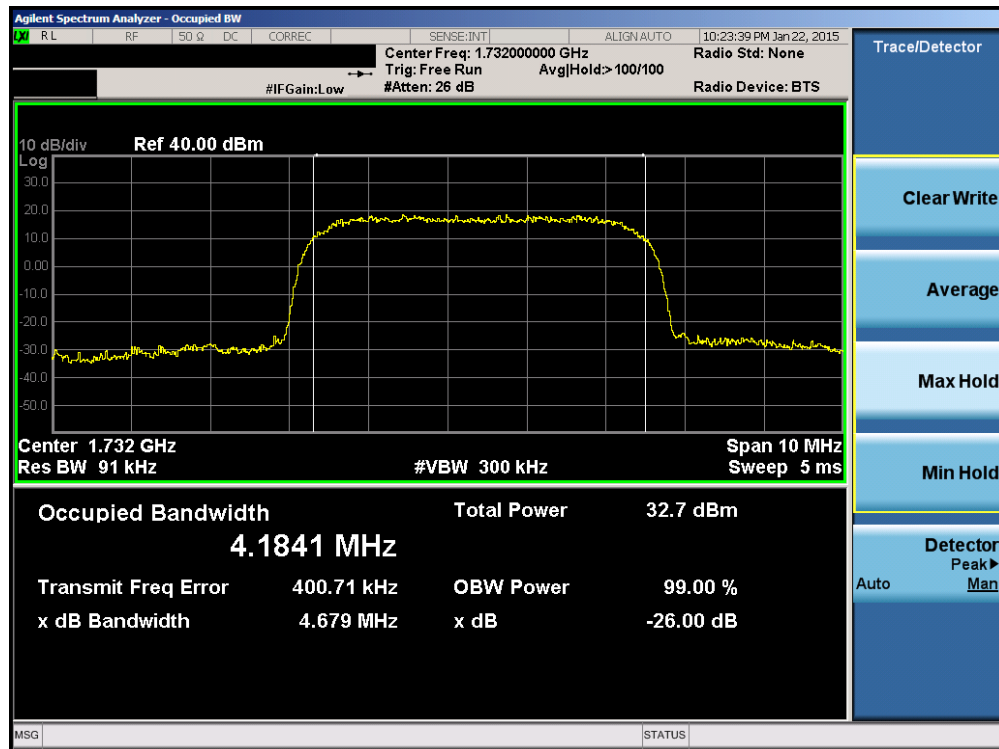 Agilent Spectrum Analyzer - Occupied BW
LXI RL RF 50 Ω DC CORREC SENSE:INT ALIGN AUTO 10:23:39 PM Jan 22, 2015
Center Freq: 1.732000000 GHz Radio Std: None
Trig: Free Run Avg|Hold:>100/100
#IFGain:Low #Atten: 26 dB Radio Device: BTS
10 dB/div Ref 40.00 dBm
Log
30.0
20.0
10.0
0.00
-10.0
-20.0
-30.0
-40.0
-50.0
Center 1.732 GHz Span 10 MHz
Res BW 91 kHz #VBW 300 kHz Sweep 5 ms
Occupied Bandwidth Total Power 32.7 dBm
4.1841 MHz
Transmit Freq Error 400.71 kHz OBW Power 99.00 %
x dB Bandwidth 4.679 MHz x dB -26.00 dB
MSG STATUS
Trace/Detector
Clear Write
Average
Max Hold
Min Hold
Detector
Peak▶
Auto Man